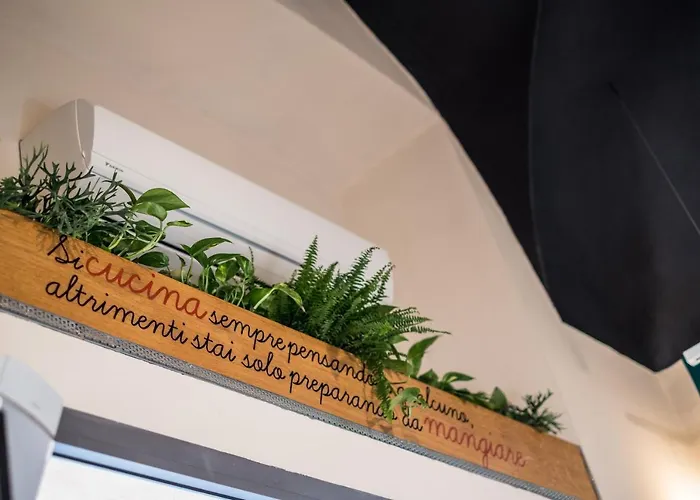 Si cucina sempre pensando a qualcuno,
altrimenti stai solo preparando da mangiare